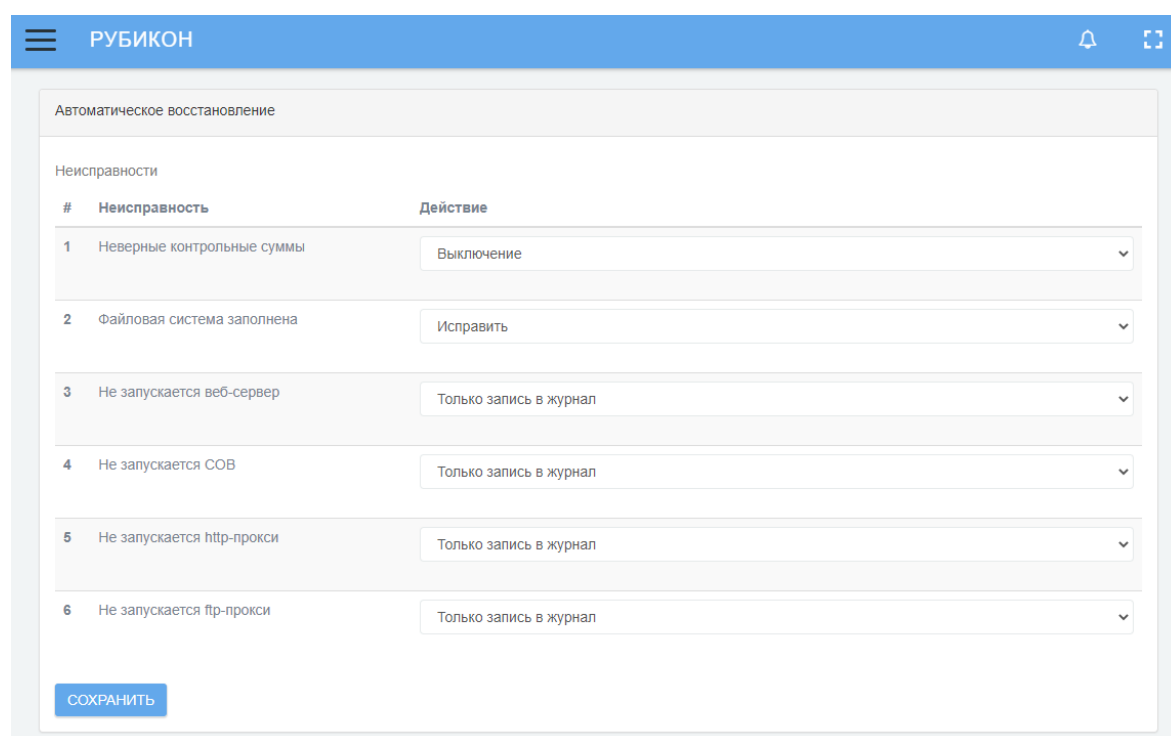 РУБИКОН
Автоматическое восстановление
Неисправности
# Неисправность Действие
1 Неверные контрольные суммы Выключение
2 Файловая система заполнена Исправить
3 Не запускается веб-сервер Только запись в журнал
4 Не запускается СОВ Только запись в журнал
5 Не запускается http-прокси Только запись в журнал
6 Не запускается ftp-прокси Только запись в журнал
СОХРАНИТЬ